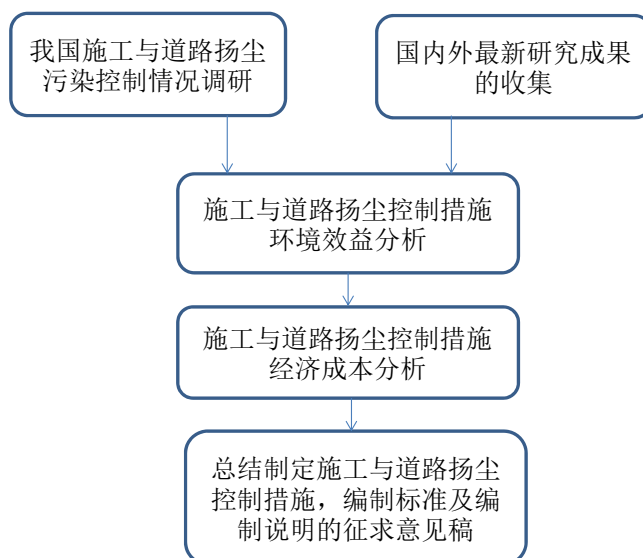 我国施工与道路扬尘
污染控制情况调研
国内外最新研究成果
的收集
施工与道路扬尘控制措施
环境效益分析
施工与道路扬尘控制措施
经济成本分析
总结制定施工与道路扬尘
控制措施，编制标准及编
制说明的征求意见稿